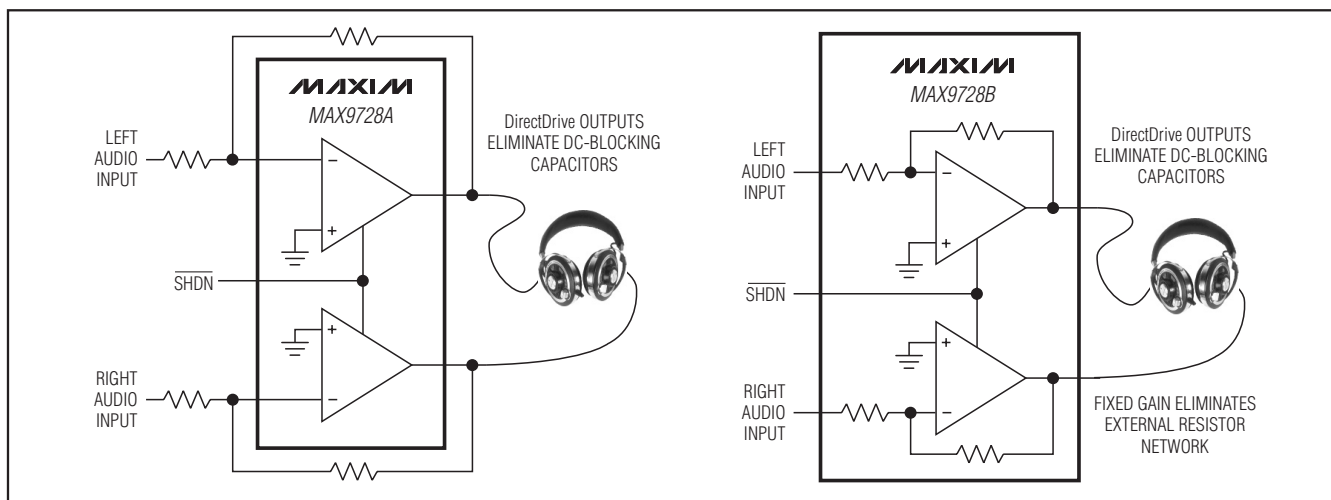 MAXIM
MAX9728A
LEFT
AUDIO
INPUT
DirectDrive OUTPUTS
ELIMINATE DC-BLOCKING
CAPACITORS
−
+
SHDN
+
−
RIGHT
AUDIO
INPUT
MAXIM
MAX9728B
LEFT
AUDIO
INPUT
DirectDrive OUTPUTS
ELIMINATE DC-BLOCKING
CAPACITORS
−
+
SHDN
+
−
RIGHT
AUDIO
INPUT
FIXED GAIN ELIMINATES
EXTERNAL RESISTOR
NETWORK